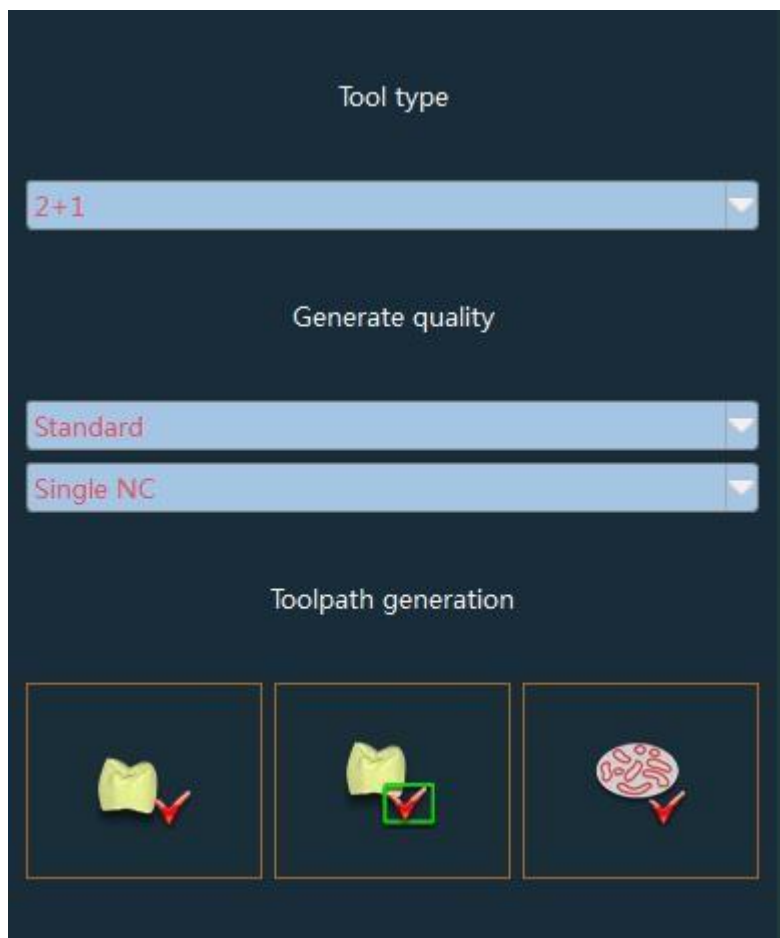 Tool type
2+1
Generate quality
Standard
Single NC
Toolpath generation